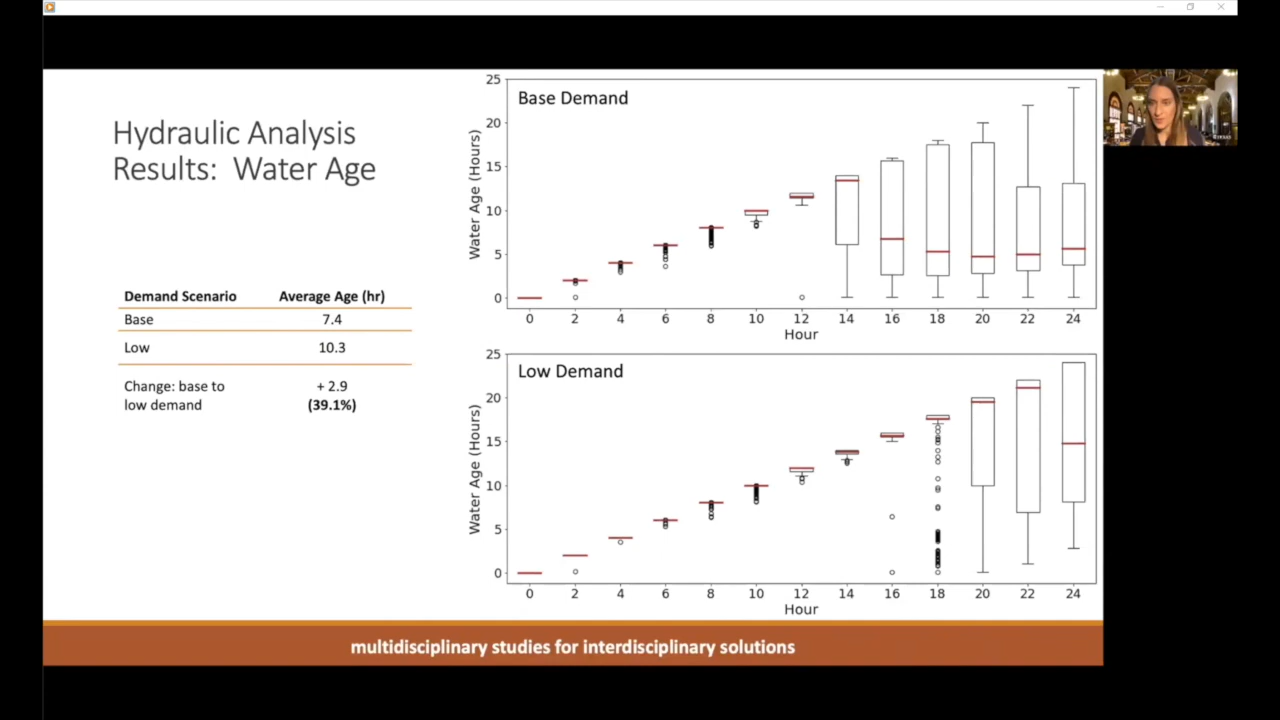 Hydraulic Analysis
Results: Water Age
Demand Scenario Average Age (hr)
Base 7.4
Low 10.3
Change: base to + 2.9
low demand (39.1%)
Base Demand
Water Age (Hours)
25
20
15
10
5
0
0 2 4 6 8 10 12 14 16 18 20 22 24
Hour
Low Demand
Water Age (Hours)
25
20
15
10
5
0
0 2 4 6 8 10 12 14 16 18 20 22 24
Hour
multidisciplinary studies for interdisciplinary solutions